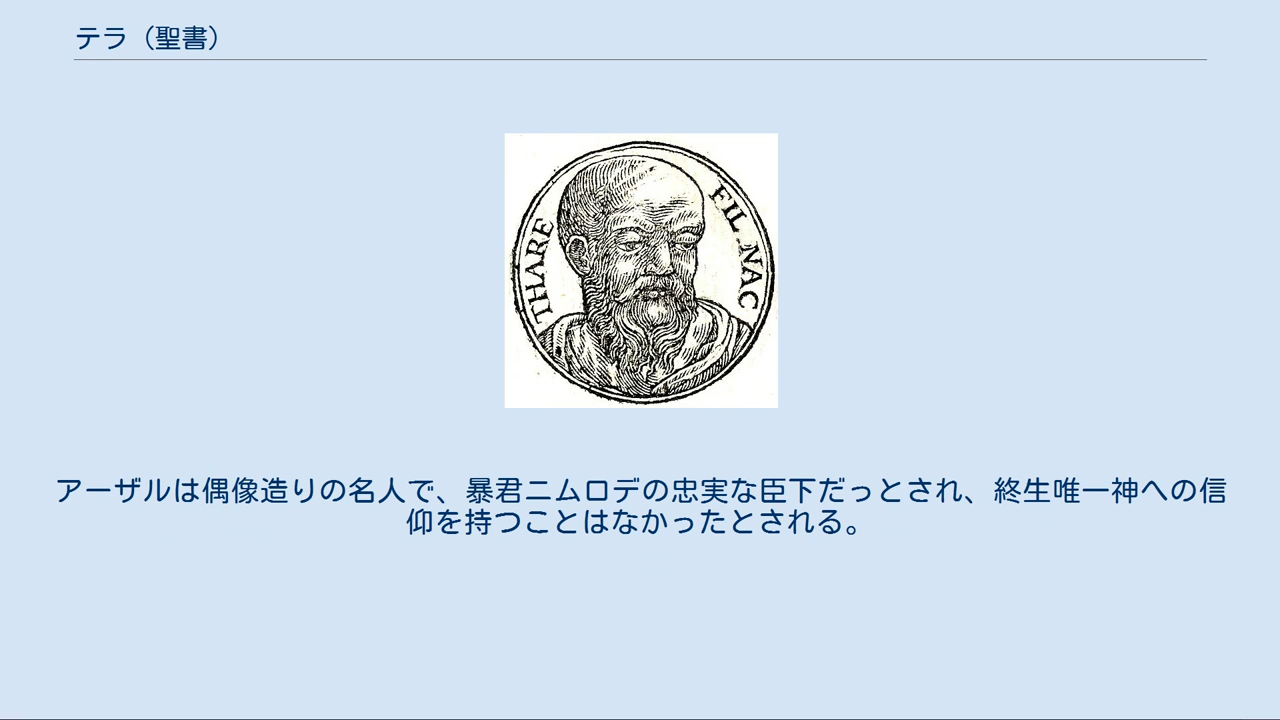 テラ（聖書）
THARE FIL NAC
アーザルは偶像造りの名人で、暴君ニムロデの忠実な臣下だっとされ、終生唯一神への信
仰を持つことはなかったとされる。